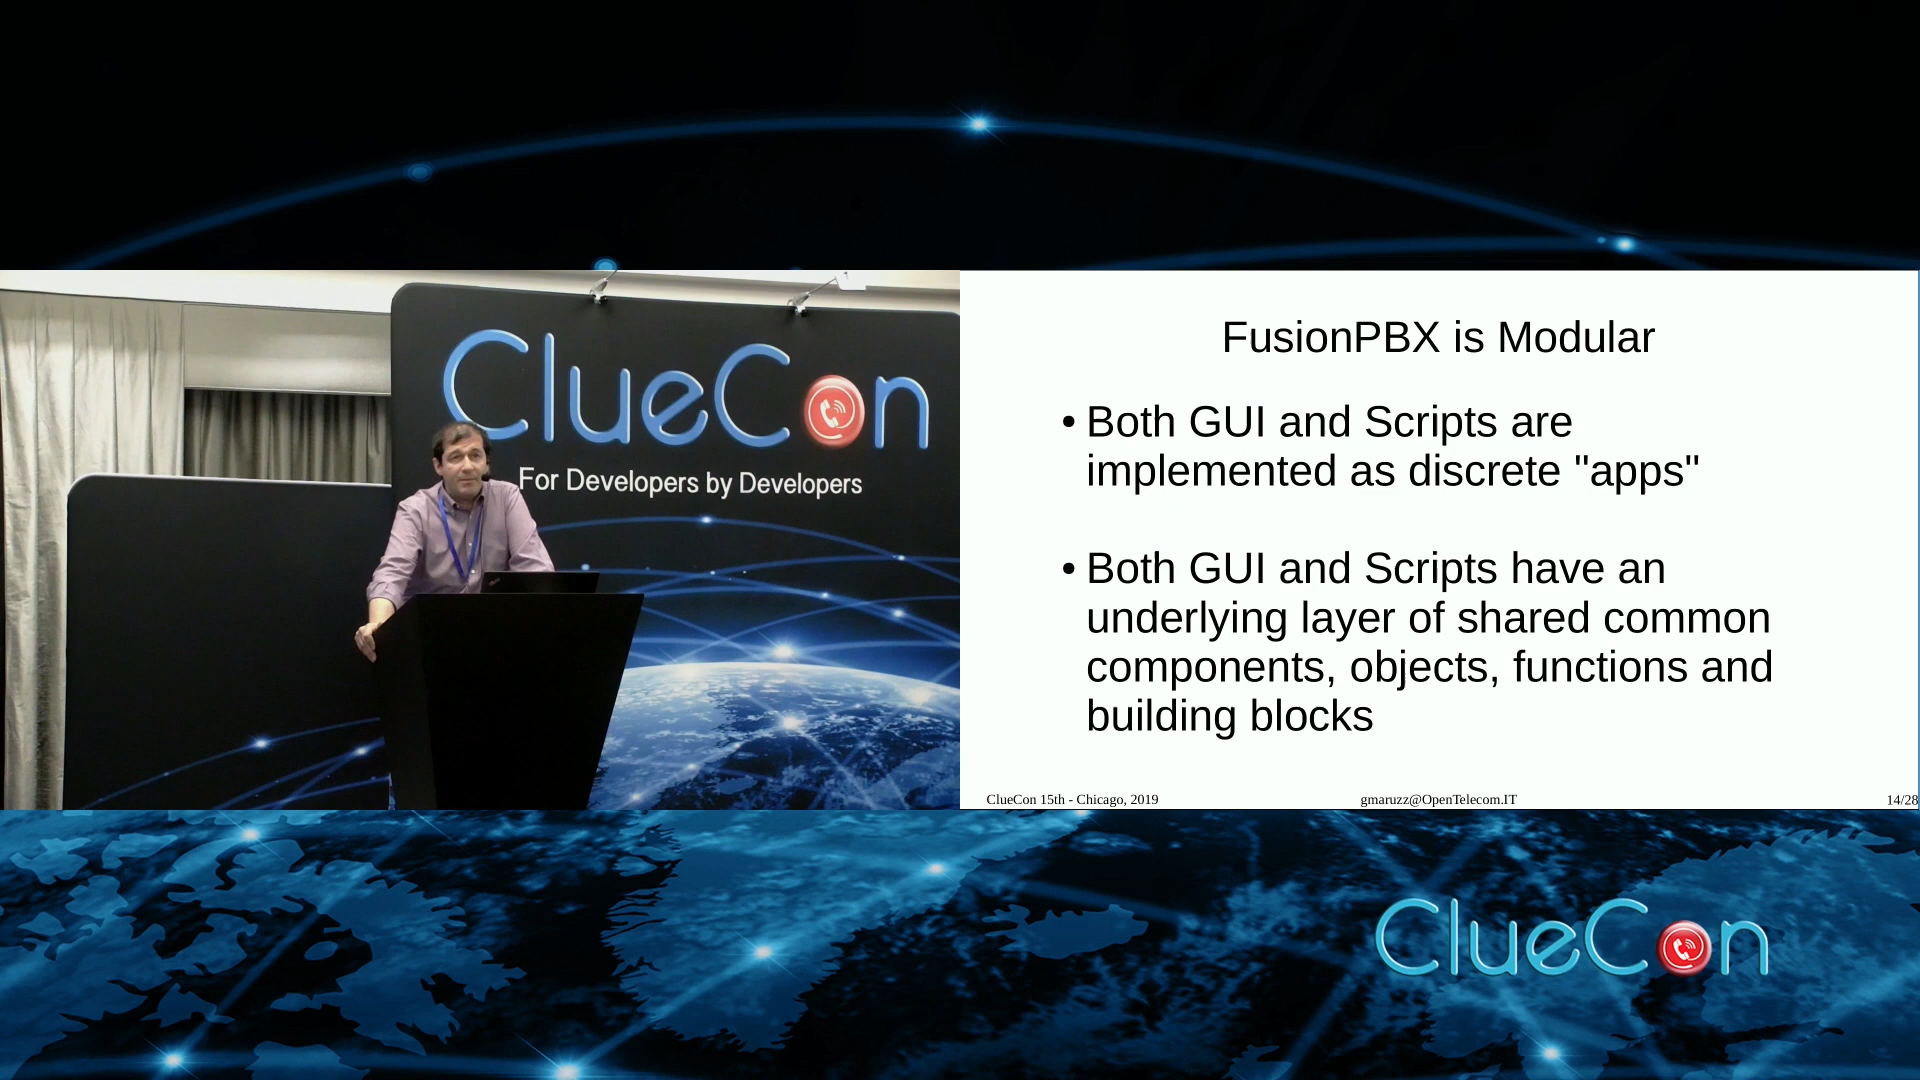 ClueCon
For Developers by Developers
FusionPBX is Modular
• Both GUI and Scripts are
implemented as discrete "apps"
• Both GUI and Scripts have an
underlying layer of shared common
components, objects, functions and
building blocks
ClueCon 15th - Chicago, 2019
gmaruzz@OpenTelecom.IT
14/28
ClueCon